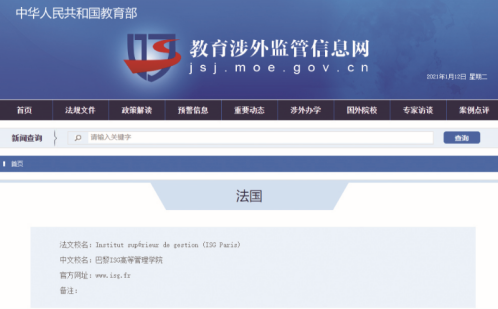 中华人民共和国教育部
教育涉外监管信息网
jsj.moe.gov.cn
2021年1月12日 星期二
首页 法规文件 政策解读 预警信息 重要动态 涉外办学 国外院校 专家访谈 案例点评
新闻查询 请输入关键字 查询
首页
法国
法文校名：Institut supérieur de gestion (ISG Paris)
中文校名：巴黎ISG高等管理学院
官方网址：www.isg.fr
备注：